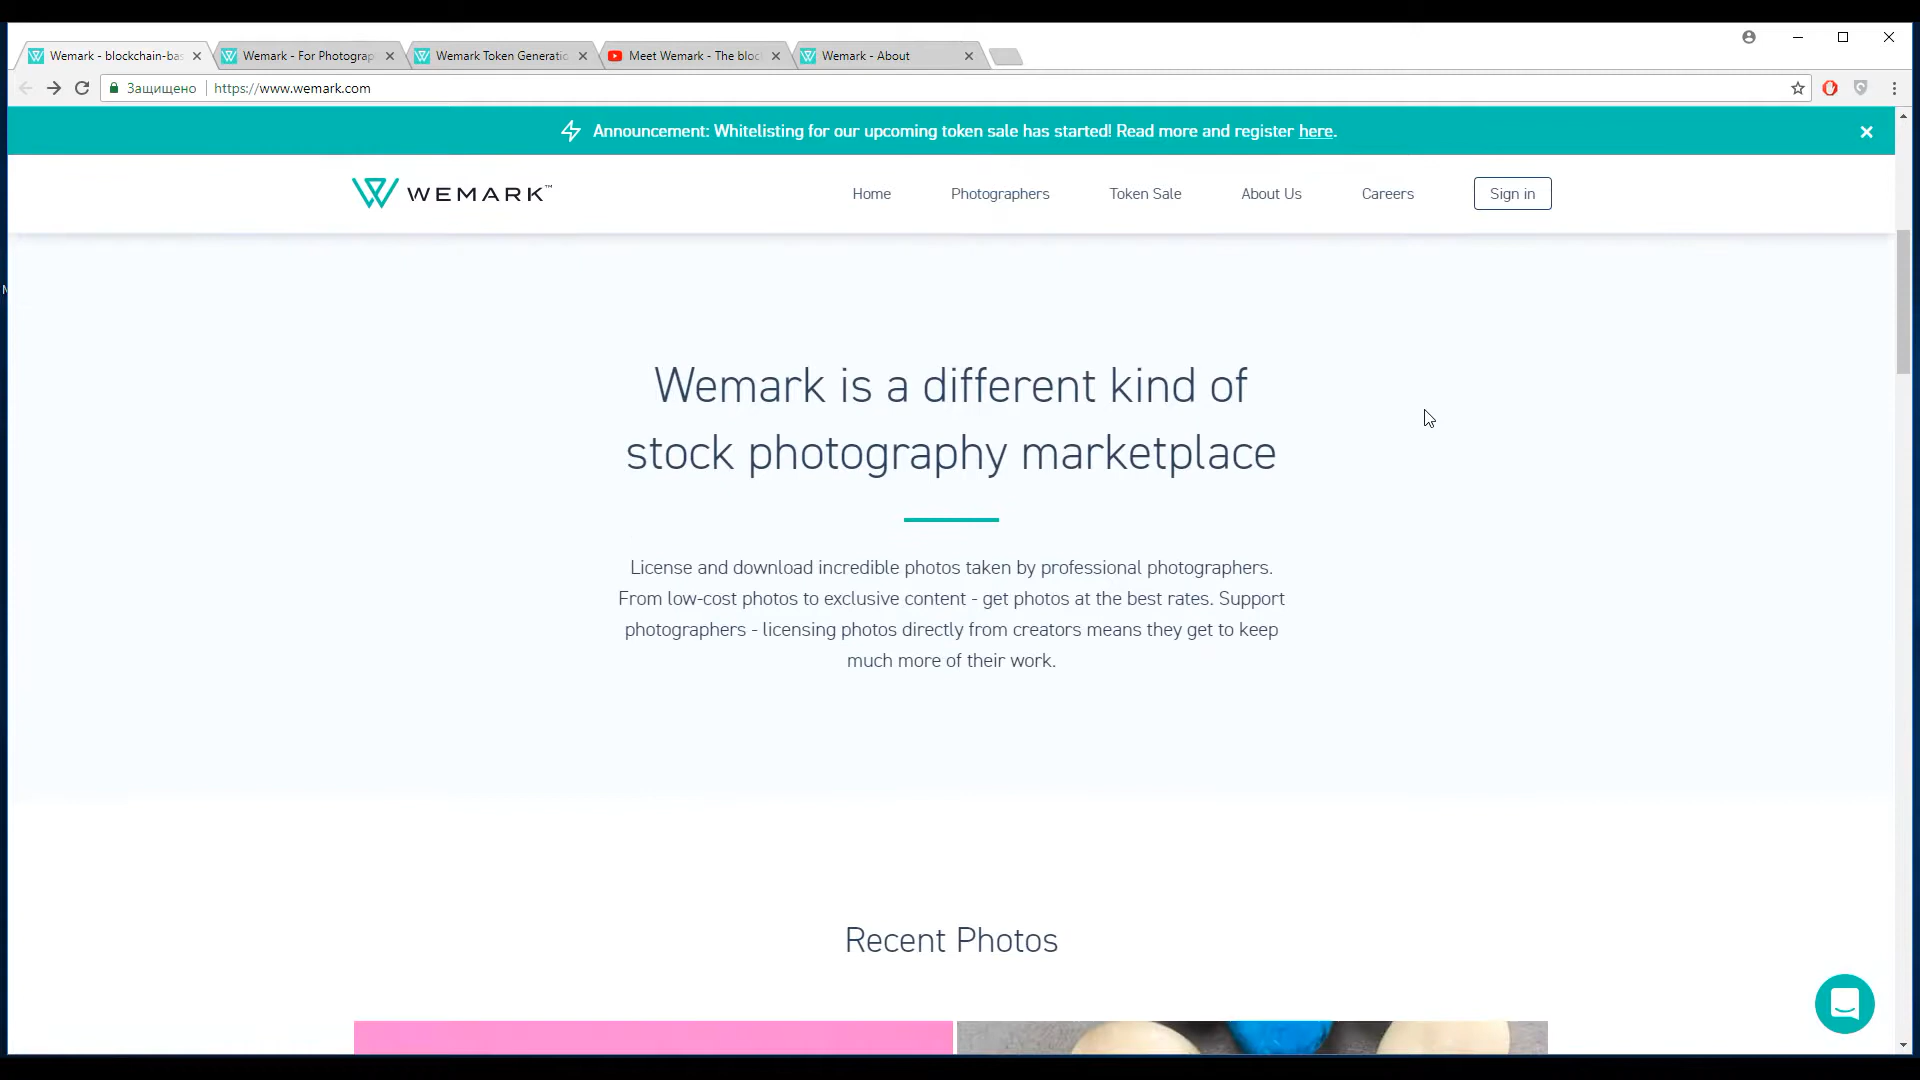 Wemark - blockchain-bas
Wemark - For Photograp
Wemark Token Generatio
Meet Wemark - The bloc
Wemark - About
Защищено
https://www.wemark.com
Announcement: Whitelisting for our upcoming token sale has started! Read more and register here.
WEMARK™
Home
Photographers
Token Sale
About Us
Careers
Sign in
Wemark is a different kind of
stock photography marketplace
License and download incredible photos taken by professional photographers.
From low-cost photos to exclusive content - get photos at the best rates. Support
photographers - licensing photos directly from creators means they get to keep
much more of their work.
Recent Photos